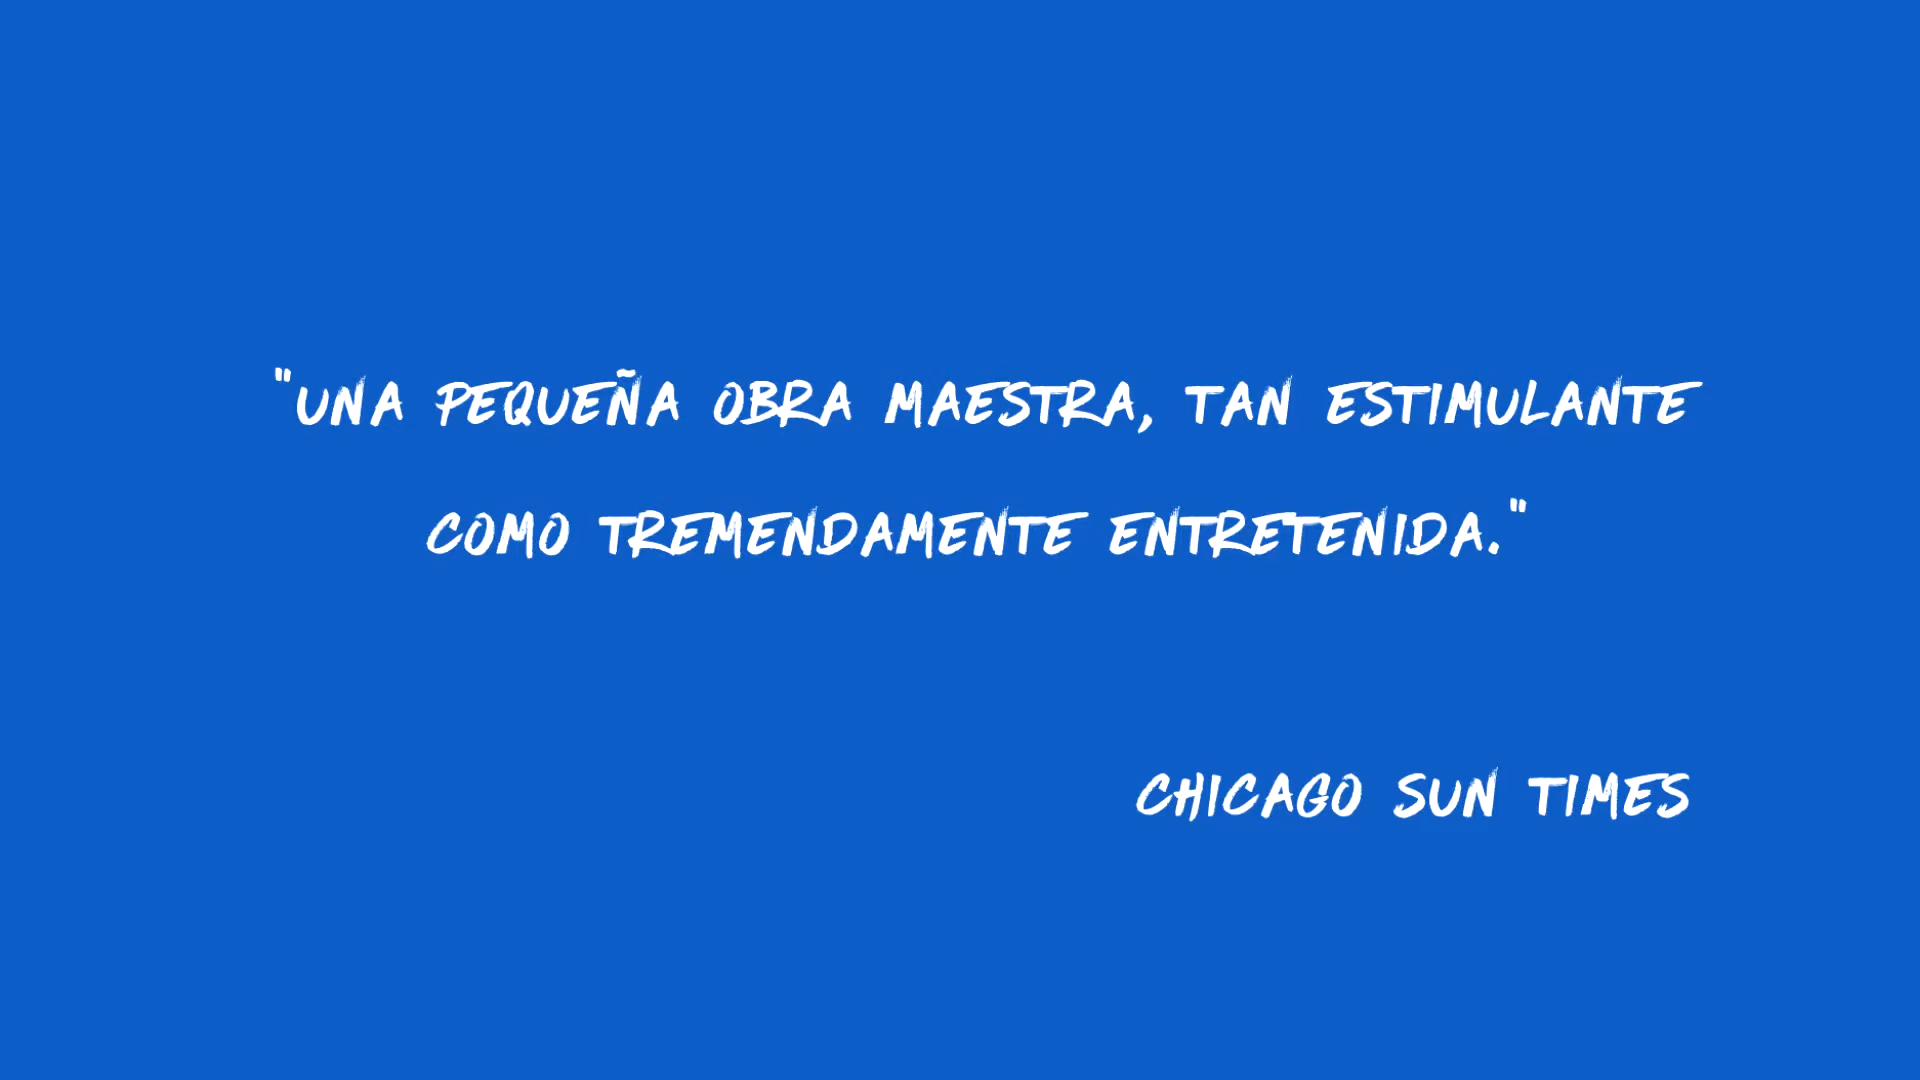 "UNA PEQUEÑA OBRA MAESTRA, TAN ESTIMULANTE
COMO TREMENDAMENTE ENTRETENIDA."
CHICAGO SUN TIMES